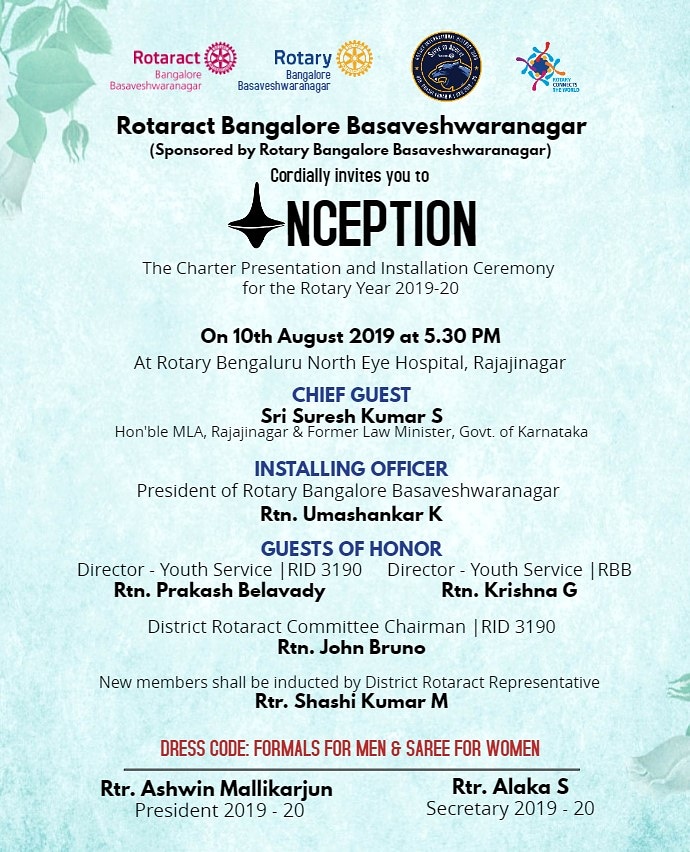 Rotaract
Bangalore
Basaveshwaranagar
Rotary
Bangalore
Basaveshwaranagar
ROTARY
CONNECTS
THE WORLD
Rotaract Bangalore Basaveshwaranagar
(Sponsored by Rotary Bangalore Basaveshwaranagar)
Cordially invites you to
NCEPTION
The Charter Presentation and Installation Ceremony
for the Rotary Year 2019-20
On 10th August 2019 at 5.30 PM
At Rotary Bengaluru North Eye Hospital, Rajajinagar
CHIEF GUEST
Sri Suresh Kumar S
Hon'ble MLA, Rajajinagar & Former Law Minister, Govt. of Karnataka
INSTALLING OFFICER
President of Rotary Bangalore Basaveshwaranagar
Rtn. Umashankar K
GUESTS OF HONOR
Director - Youth Service |RID 3190 Director - Youth Service |RBB
Rtn. Prakash Belavady Rtn. Krishna G
District Rotaract Committee Chairman |RID 3190
Rtn. John Bruno
New members shall be inducted by District Rotaract Representative
Rtr. Shashi Kumar M
DRESS CODE: FORMALS FOR MEN & SAREE FOR WOMEN
Rtr. Ashwin Mallikarjun Rtr. Alaka S
President 2019 - 20 Secretary 2019 - 20